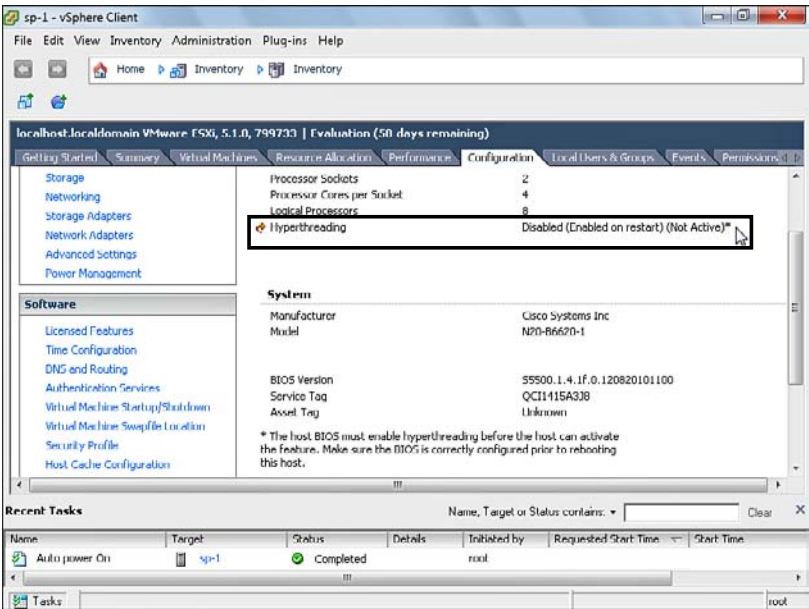 sp-1 - vSphere Client
File Edit View Inventory Administration Plug-ins Help
Home Inventory Inventory
localhost.localdomain VMware ESXi, 5.1.0, 799733 | Evaluation (50 days remaining)
Getting Started Summary Virtual Machines Resource Allocation Performance Configuration Local Users & Groups Events Permissions
Storage
Networking
Storage Adapters
Network Adapters
Advanced Settings
Power Management
Software
Licensed Features
Time Configuration
DNS and Routing
Authentication Services
Virtual Machine Startup/Shutdown
Virtual Machine Swapfile Location
Security Profile
Host Cache Configuration
Processor Sockets 2
Processor Cores per Socket 4
Logical Processors 8
Hyperthreading Disabled (Enabled on restart) (Not Active)*
System
Manufacturer Cisco Systems Inc
Model N20-B6620-1
BIOS Version S5500.1.4.1f.0.120820101100
Service Tag QCI1415A3J8
Asset Tag Unknown
* The host BIOS must enable hyperthreading before the host can activate
the feature. Make sure the BIOS is correctly configured prior to rebooting
this host.
Recent Tasks Name, Target or Status contains: Clear
Name Target Status Details Initiated by Requested Start Time Start Time
Auto power On sp-1 Completed root
Tasks root